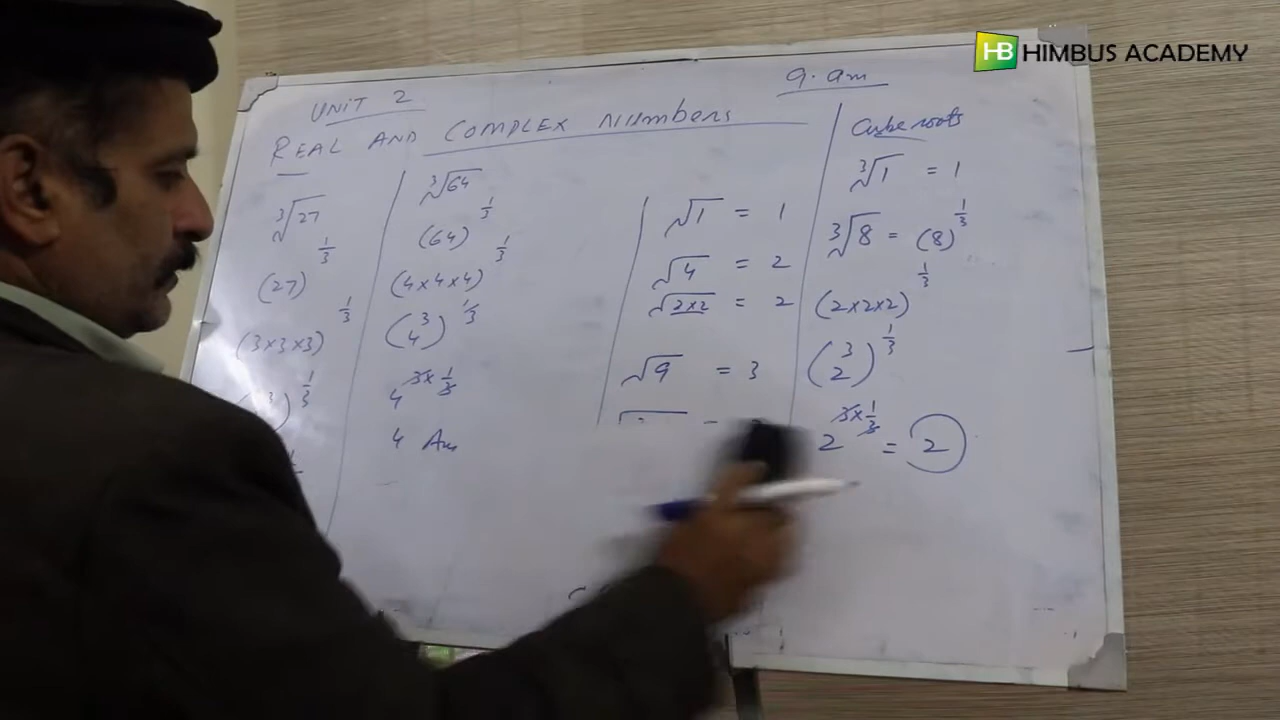 HB HIMBUS ACADEMY
9.am
UNIT 2
REAL AND COMPLEX NUMBERS
∛27
(27)^1/3
(3×3×3)^1/3
∛64
(64)^1/3
(4×4×4)^1/3
(4^3)^1/3
4^3×1/3
4 Ans
√1 = 1
√4 = 2
√2×2 = 2
√9 = 3
Cube roots
∛1 = 1
∛8 = (8)^1/3
(2×2×2)^1/3
(2^3)^1/3
2^3×1/3 = 2